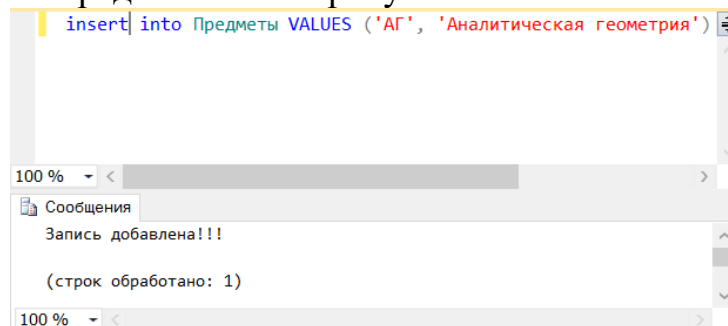 insert into Предметы VALUES ('АГ', 'Аналитическая геометрия')
100 %
Сообщения
Запись добавлена!!!
(строк обработано: 1)
100 %